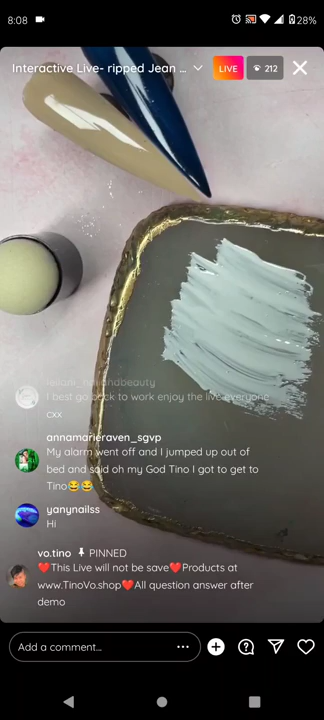 8:08
28%
Interactive Live- ripped Jean ...
LIVE
212
I best go back to work enjoy the live everyone
cxx
annamarieraven_sgvp
My alarm went off and I jumped up out of
bed and said oh my God Tino I got to get to
Tino😂😂
yanynailss
Hi
vo.tino PINNED
❤️This Live will not be save❤️Products at
www.TinoVo.shop❤️All question answer after
demo
Add a comment...